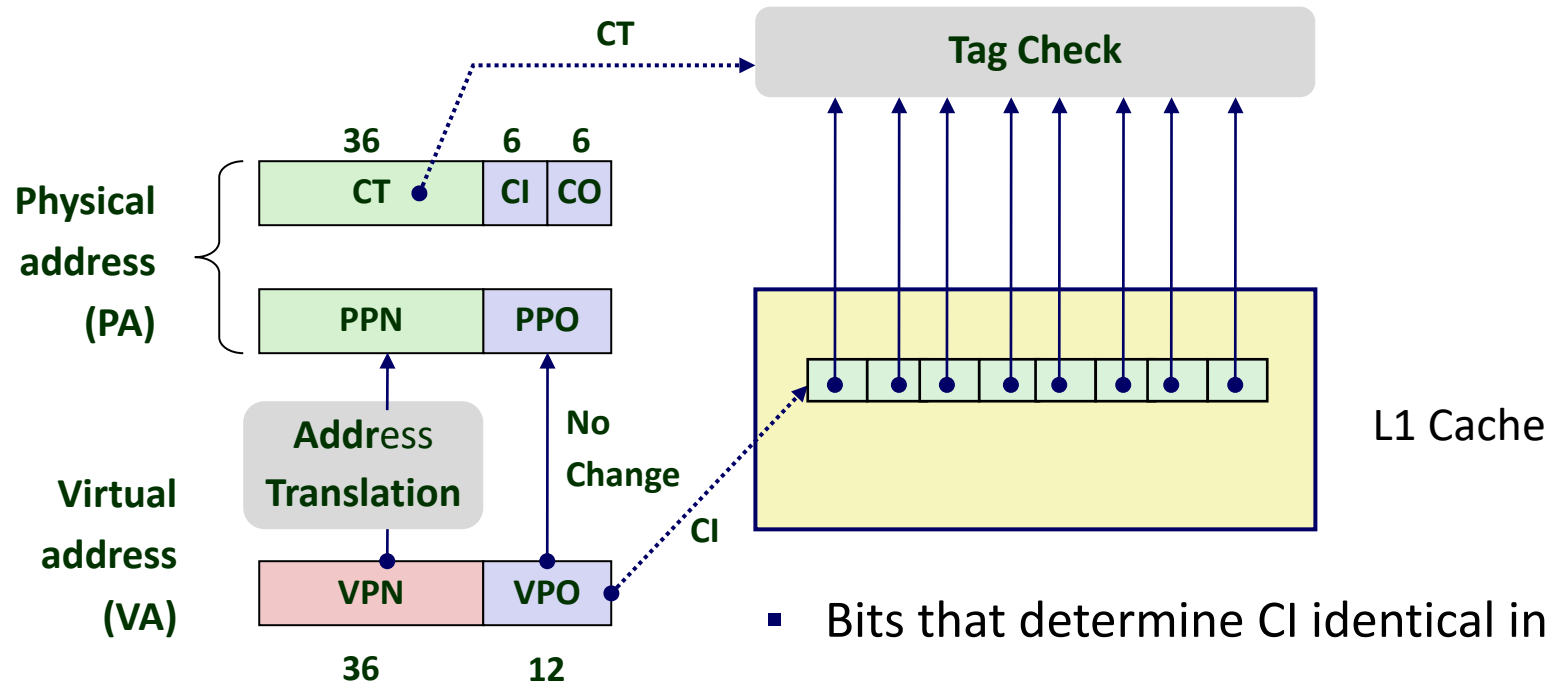 CT
Tag Check
36 6 6
CT CI CO
Physical
address
(PA)
PPN PPO
Address
Translation
No
Change
L1 Cache
Virtual
address
(VA)
CI
VPN VPO
36 12
▪ Bits that determine CI identical in